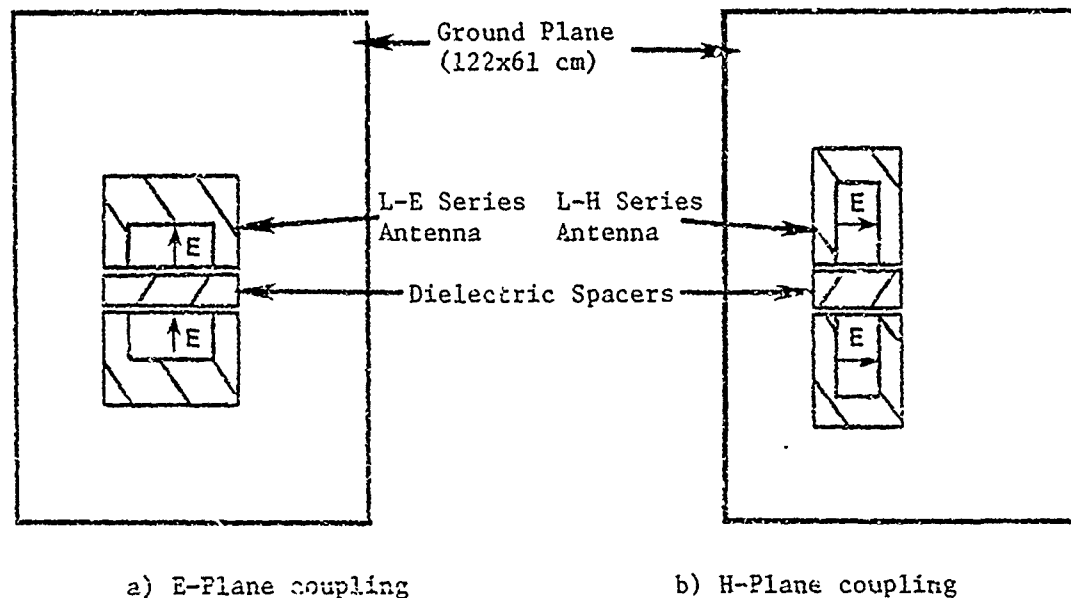 Ground Plane
(122x61 cm)
L-E Series
Antenna
L-H Series
Antenna
E
E
E
E
Dielectric Spacers
a) E-Plane coupling
b) H-Plane coupling